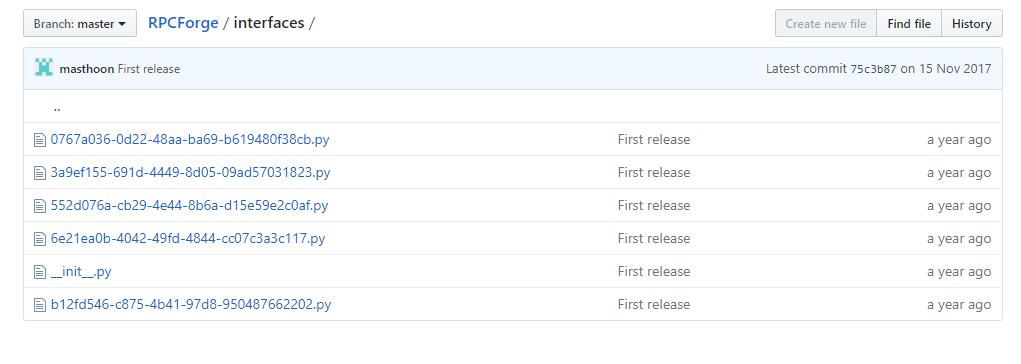 Branch: master RPCForge / interfaces / Create new file Find file History
masthoon First release Latest commit 75c3b87 on 15 Nov 2017
..
0767a036-0d22-48aa-ba69-b619480f38cb.py First release a year ago
3a9ef155-691d-4449-8d05-09ad57031823.py First release a year ago
552d076a-cb29-4e44-8b6a-d15e59e2c0af.py First release a year ago
6e21ea0b-4042-49fd-4844-cc07c3a3c117.py First release a year ago
__init__.py First release a year ago
b12fd546-c875-4b41-97d8-950487662202.py First release a year ago